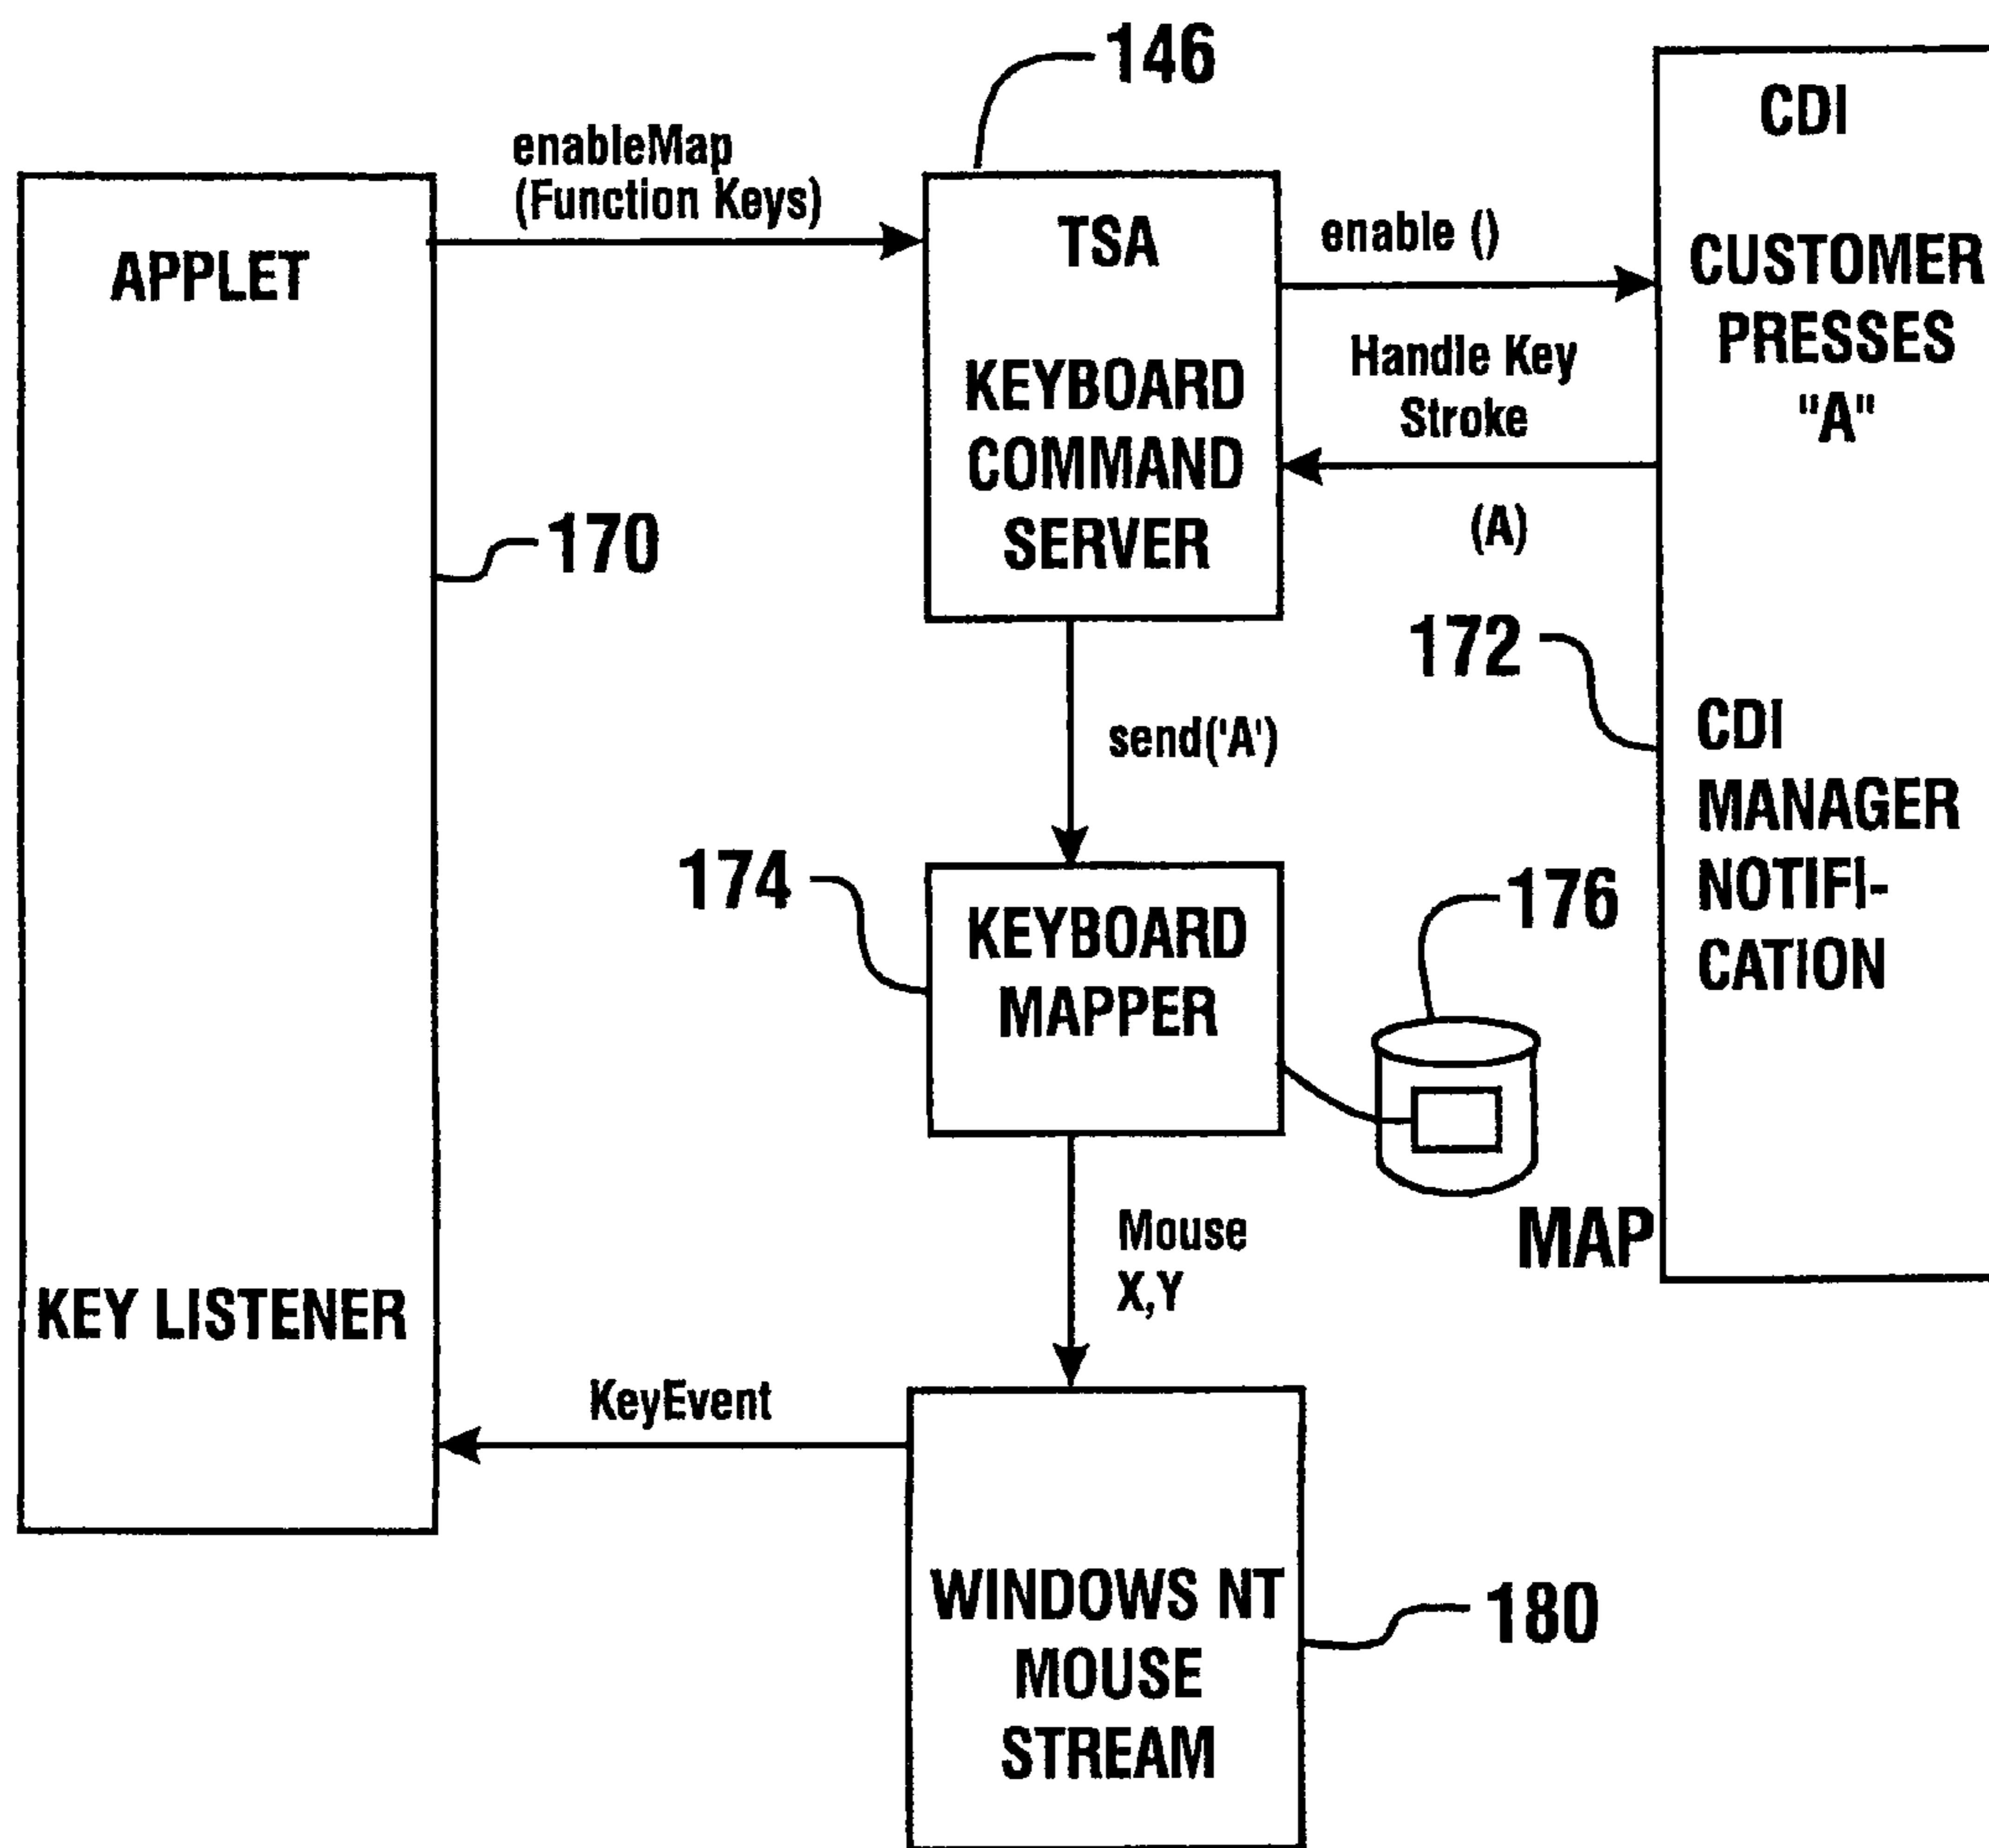 146
CDI
enableMap
(Function Keys)
APPLET
TSA
enable ()
CUSTOMER
PRESSES
"A"
KEYBOARD
COMMAND
SERVER
Handle Key
Stroke
(A)
170
172
send('A')
CDI
MANAGER
NOTIFI-
CATION
174
KEYBOARD
MAPPER
176
MAP
Mouse
X,Y
KEY LISTENER
KeyEvent
WINDOWS NT
MOUSE
STREAM
180